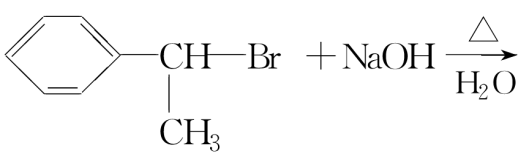 △
CH—Br + NaOH ⟶
H₂O
CH₃